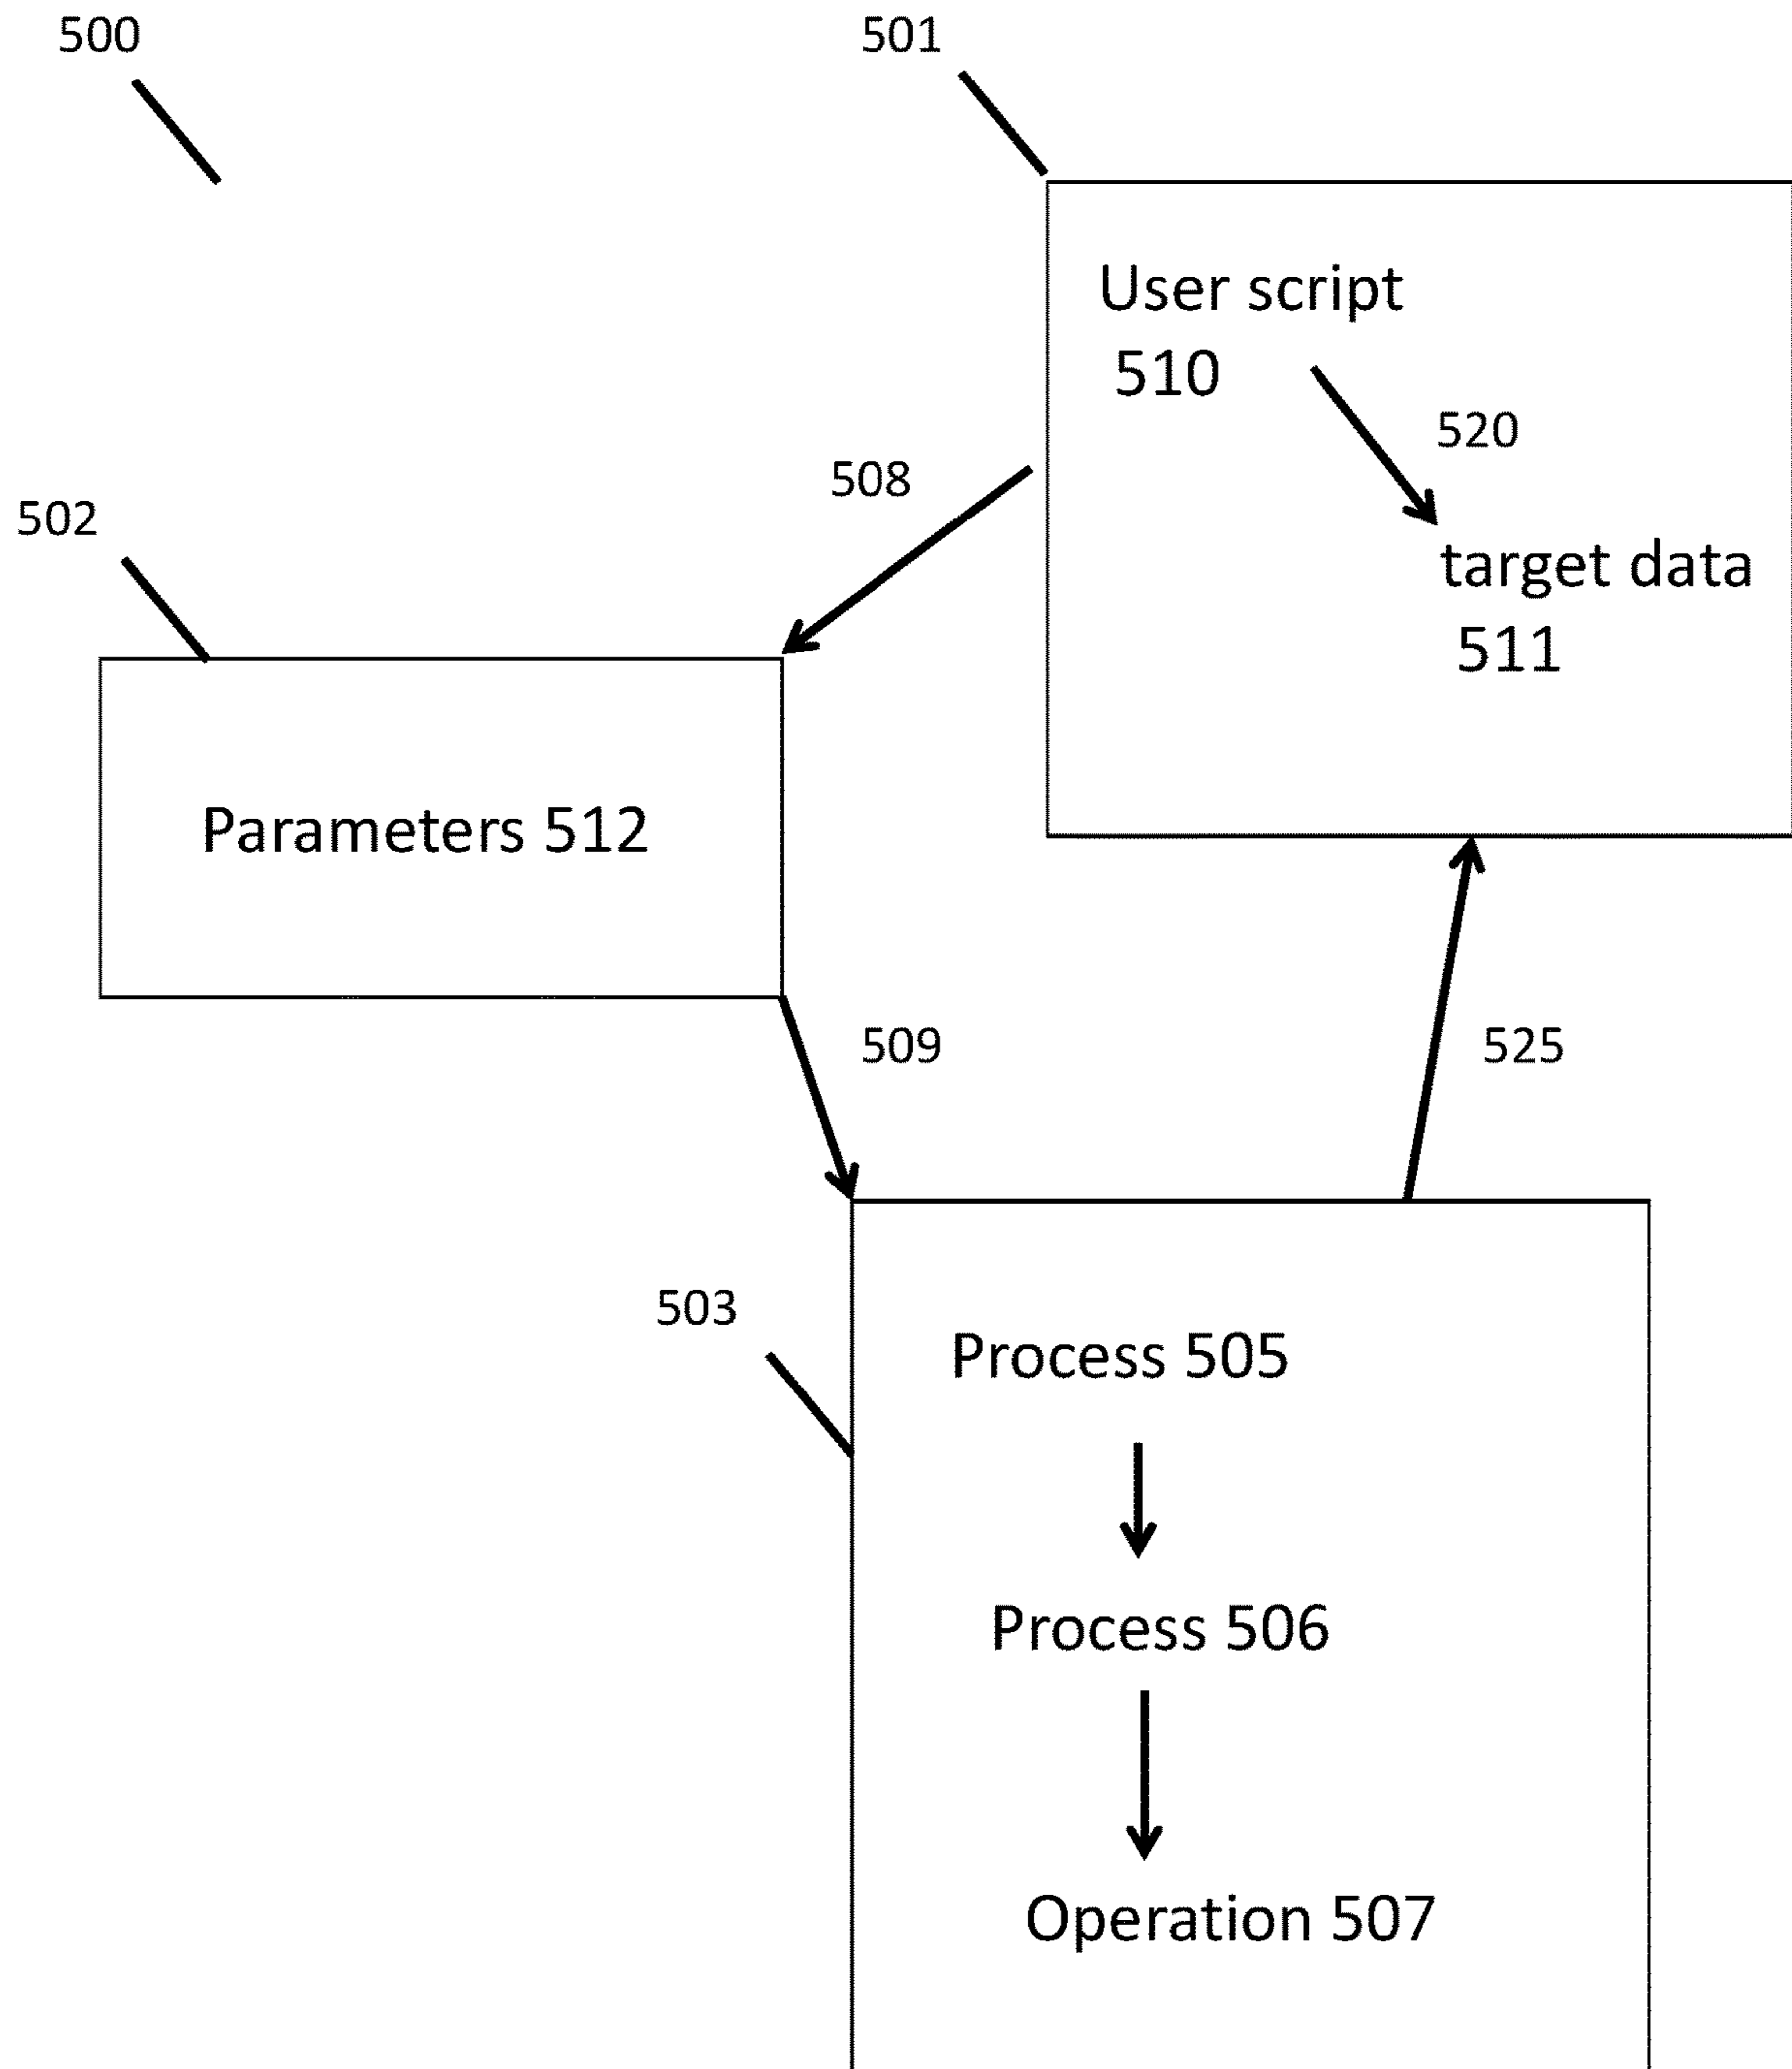 500
501
User script
510
520
508
502
target data
511
Parameters 512
509
525
503
Process 505
Process 506
Operation 507